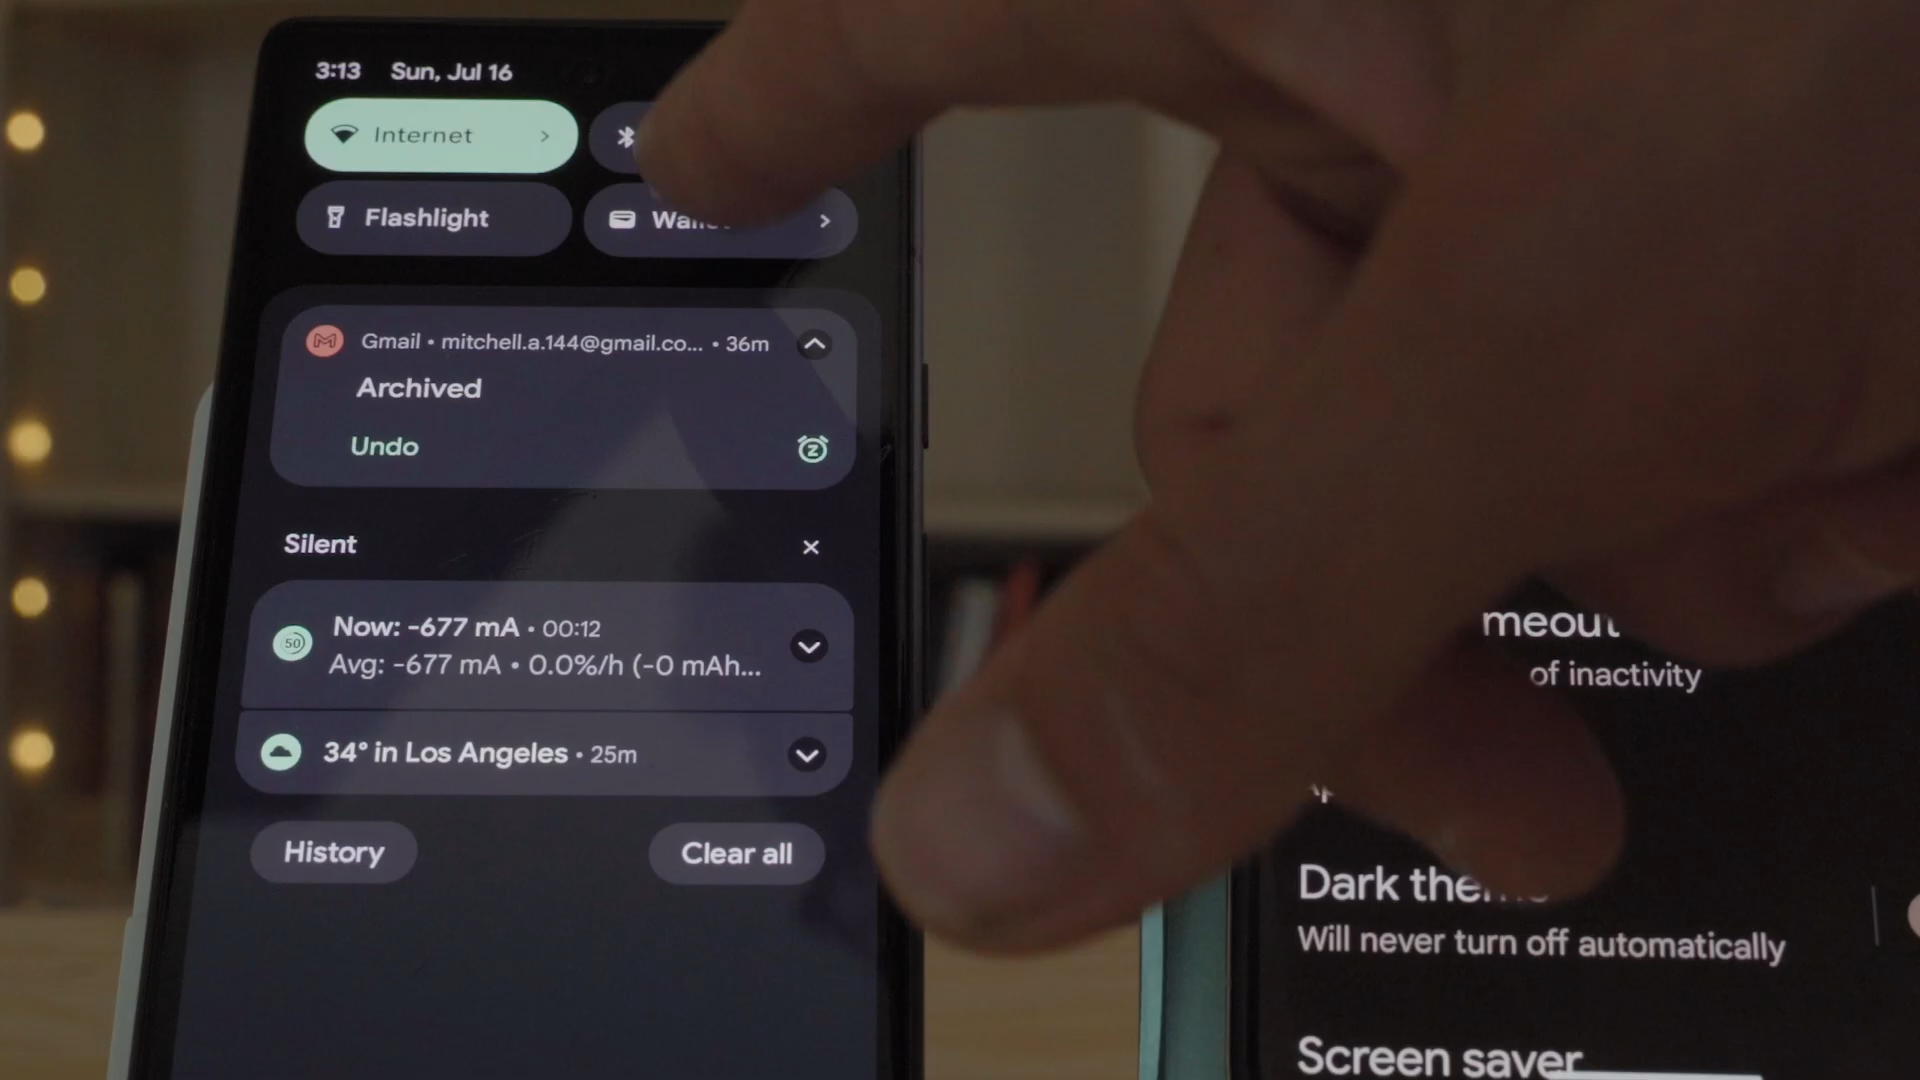 3:13 Sun, Jul 16
Internet
Flashlight
Gmail • mitchell.a.144@gmail.co... • 36m
Archived
Undo
Silent
50
Now: -677 mA • 00:12
Avg: -677 mA • 0.0%/h (-0 mAh...
34° in Los Angeles • 25m
History Clear all
of inactivity
Dark
Will never turn off automatically
Screen saver